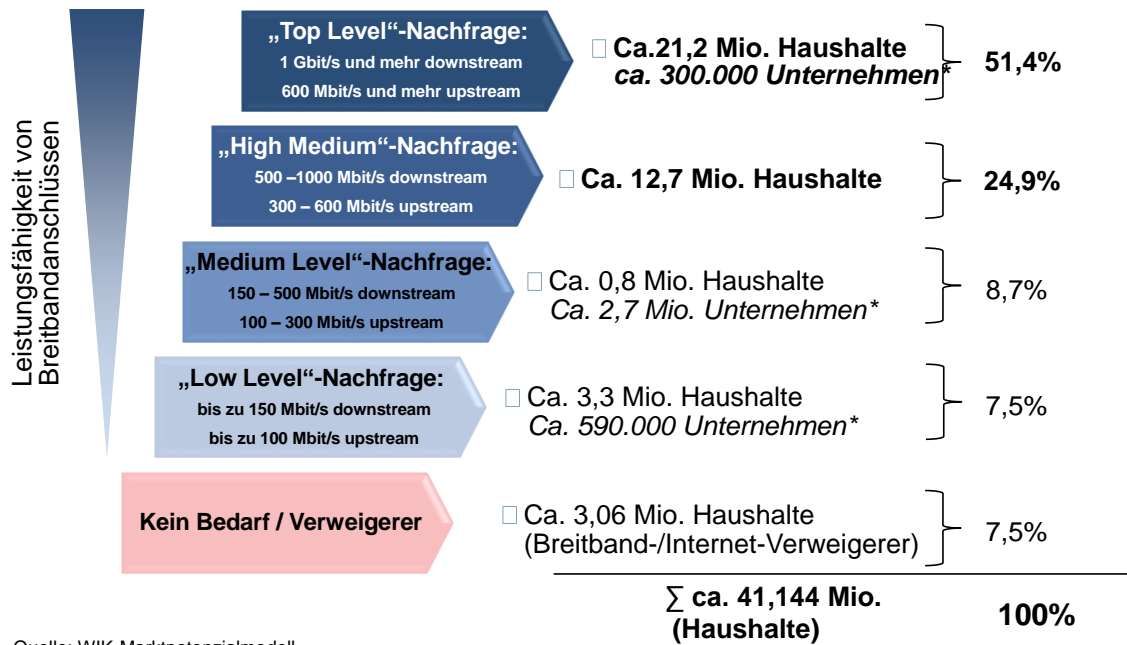 Leistungsfähigkeit von
Breitbandanschlüssen
„Top Level“-Nachfrage:
1 Gbit/s und mehr downstream
600 Mbit/s und mehr upstream
Ca.21,2 Mio. Haushalte
ca. 300.000 Unternehmen*
51,4%
„High Medium“-Nachfrage:
500 –1000 Mbit/s downstream
300 – 600 Mbit/s upstream
Ca. 12,7 Mio. Haushalte
24,9%
„Medium Level“-Nachfrage:
150 – 500 Mbit/s downstream
100 – 300 Mbit/s upstream
Ca. 0,8 Mio. Haushalte
Ca. 2,7 Mio. Unternehmen*
8,7%
„Low Level“-Nachfrage:
bis zu 150 Mbit/s downstream
bis zu 100 Mbit/s upstream
Ca. 3,3 Mio. Haushalte
Ca. 590.000 Unternehmen*
7,5%
Kein Bedarf / Verweigerer
Ca. 3,06 Mio. Haushalte
(Breitband-/Internet-Verweigerer)
7,5%
∑ ca. 41,144 Mio.
(Haushalte)
100%
Quelle: WIK-Marktpotenzialmodell